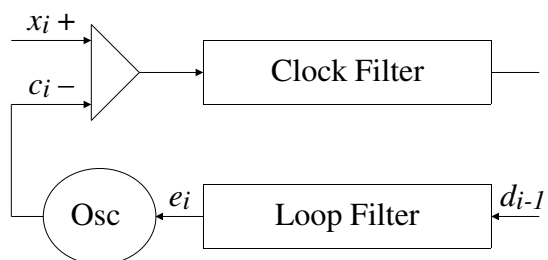 xi +
Clock Filter
ci −
Osc
ei
Loop Filter
di-1